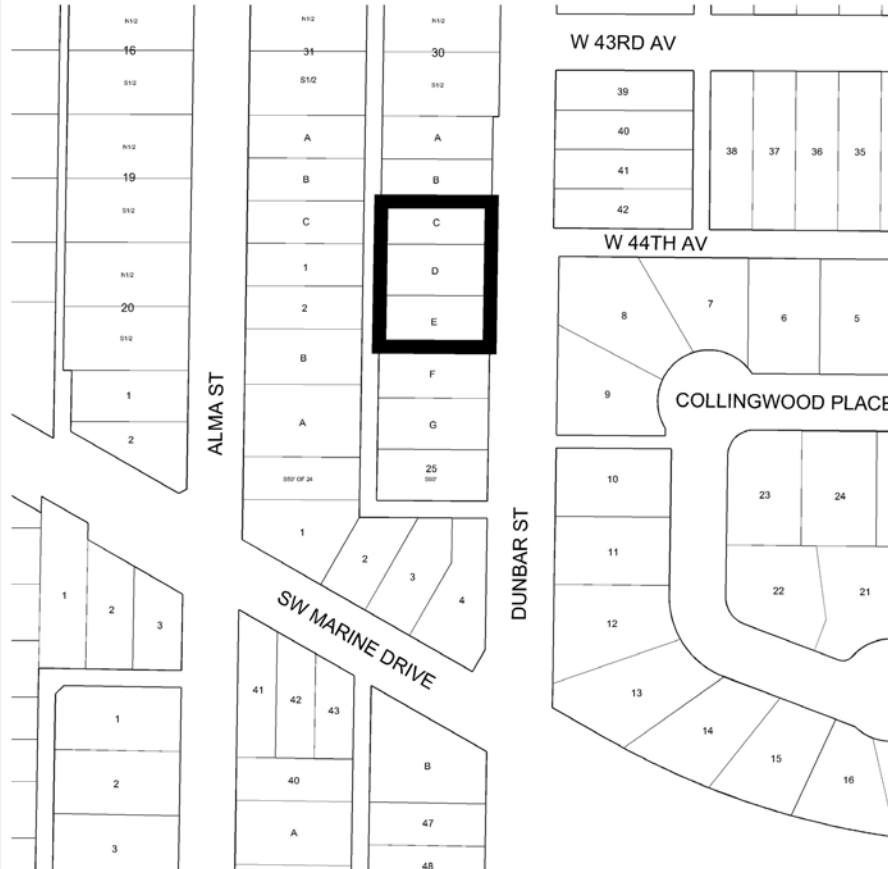 N1/2
N1/2
N1/2
W 43RD AV
16
31
30
S1/2
S1/2
S1/2
39
40
41
42
38
37
36
35
A
A
N1/2
19
B
B
S1/2
C
C
W 44TH AV
1
D
N1/2
20
2
E
S1/2
8
7
6
5
B
F
9
COLLINGWOOD PLACE
1
ALMA ST
A
G
2
S50' OF 24
25
S50'
10
23
24
1
2
3
4
DUNBAR ST
11
22
21
1
2
3
SW MARINE DRIVE
12
41
42
43
13
14
15
16
1
2
3
40
A
B
47
48